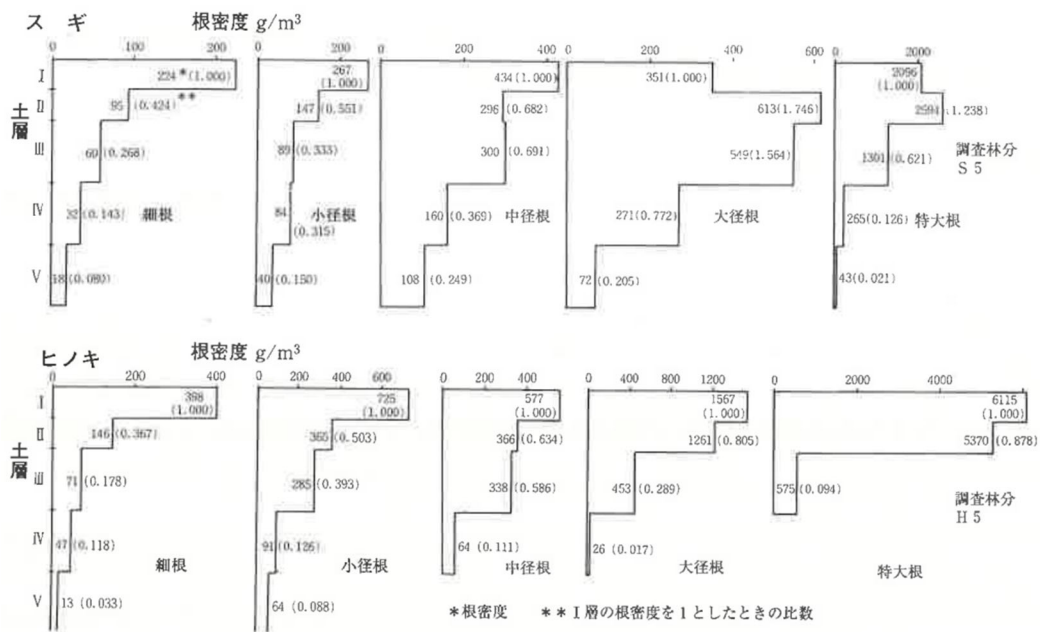 スギ 根密度 g/m³
0 100 200 0 200 0 200 400 0 200 400 600 0 2000
土層
I 224*(1.000) 267(1.000) 434(1.000) 351(1.000) 2096(1.000)
II 95(0.424)** 147(0.551) 296(0.682) 613(1.746) 2594(1.238)
III 60(0.268) 89(0.333) 300(0.691) 549(1.564) 1301(0.621)
調査林分
S 5
IV 32(0.143) 84(0.315) 160(0.369) 271(0.772) 265(0.126)
細根 小径根 中径根 大径根 特大根
V 18(0.080) 40(0.150) 108(0.249) 72(0.205) 43(0.021)
ヒノキ 根密度 g/m³
0 200 400 0 200 400 600 0 200 400 0 400 800 1200 0 2000 4000
土層
I 398(1.000) 725(1.000) 577(1.000) 1567(1.000) 6115(1.000)
II 146(0.367) 365(0.503) 366(0.634) 1261(0.805) 5370(0.878)
III 71(0.178) 285(0.393) 338(0.586) 453(0.289) 575(0.094)
調査林分
H 5
IV 47(0.118) 91(0.126) 64(0.111) 26(0.017)
細根 小径根 中径根 大径根 特大根
V 13(0.033) 64(0.088)
*根密度 **I層の根密度を1としたときの比数